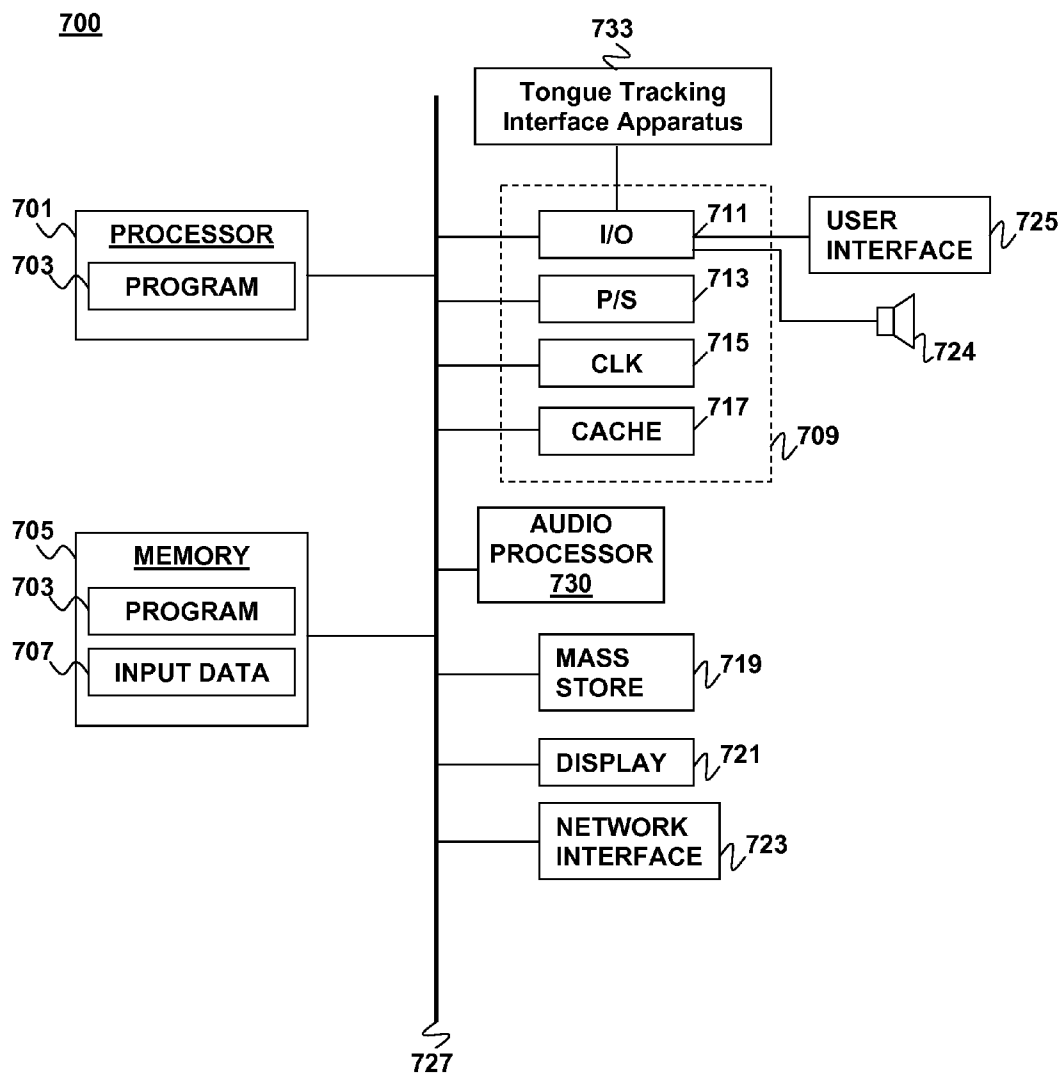 700
733
Tongue Tracking
Interface Apparatus
701
PROCESSOR
703
PROGRAM
I/O
711
USER
INTERFACE
725
P/S
713
724
CLK
715
CACHE
717
709
705
MEMORY
703
PROGRAM
707
INPUT DATA
AUDIO
PROCESSOR
730
MASS
STORE
719
DISPLAY
721
NETWORK
INTERFACE
723
727